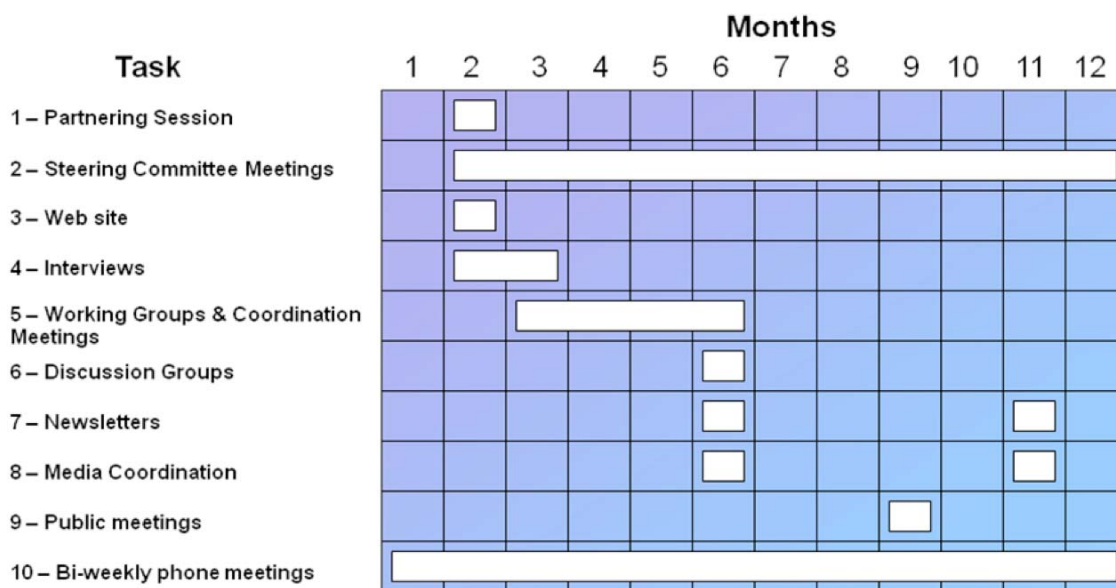 Months
Task 1 2 3 4 5 6 7 8 9 10 11 12
1 – Partnering Session
2 – Steering Committee Meetings
3 – Web site
4 – Interviews
5 – Working Groups & Coordination
Meetings
6 – Discussion Groups
7 – Newsletters
8 – Media Coordination
9 – Public meetings
10 – Bi-weekly phone meetings